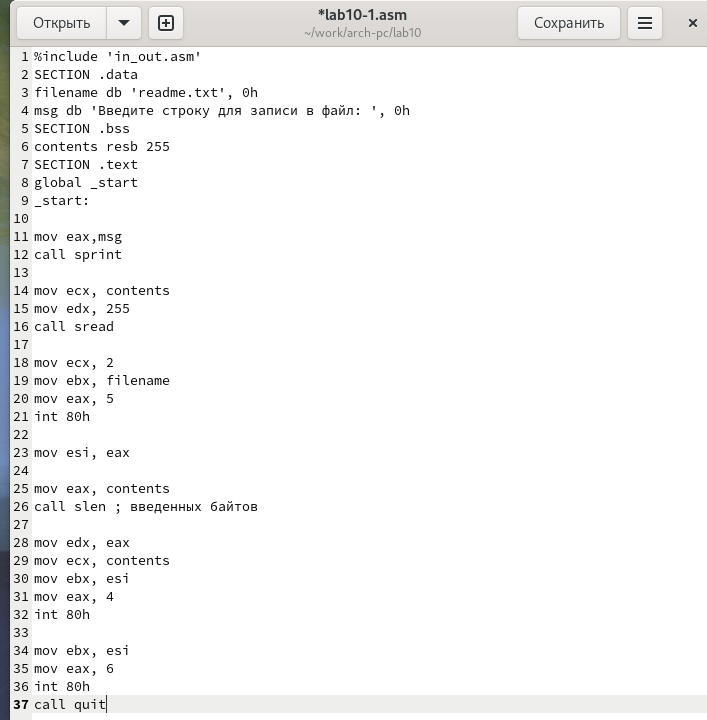 Открыть
*lab10-1.asm
~/work/arch-pc/lab10
Сохранить
1 %include 'in_out.asm'
2 SECTION .data
3 filename db 'readme.txt', 0h
4 msg db 'Введите строку для записи в файл: ', 0h
5 SECTION .bss
6 contents resb 255
7 SECTION .text
8 global _start
9 _start:
10
11 mov eax,msg
12 call sprint
13
14 mov ecx, contents
15 mov edx, 255
16 call sread
17
18 mov ecx, 2
19 mov ebx, filename
20 mov eax, 5
21 int 80h
22
23 mov esi, eax
24
25 mov eax, contents
26 call slen ; введенных байтов
27
28 mov edx, eax
29 mov ecx, contents
30 mov ebx, esi
31 mov eax, 4
32 int 80h
33
34 mov ebx, esi
35 mov eax, 6
36 int 80h
37 call quit